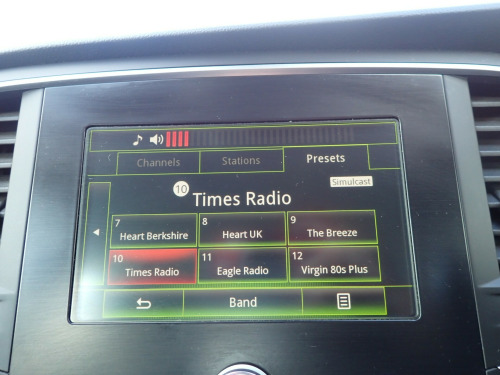 Channels
Stations
Presets
Simulcast
10 Times Radio
7 Heart Berkshire
8 Heart UK
9 The Breeze
10 Times Radio
11 Eagle Radio
12 Virgin 80s Plus
Band